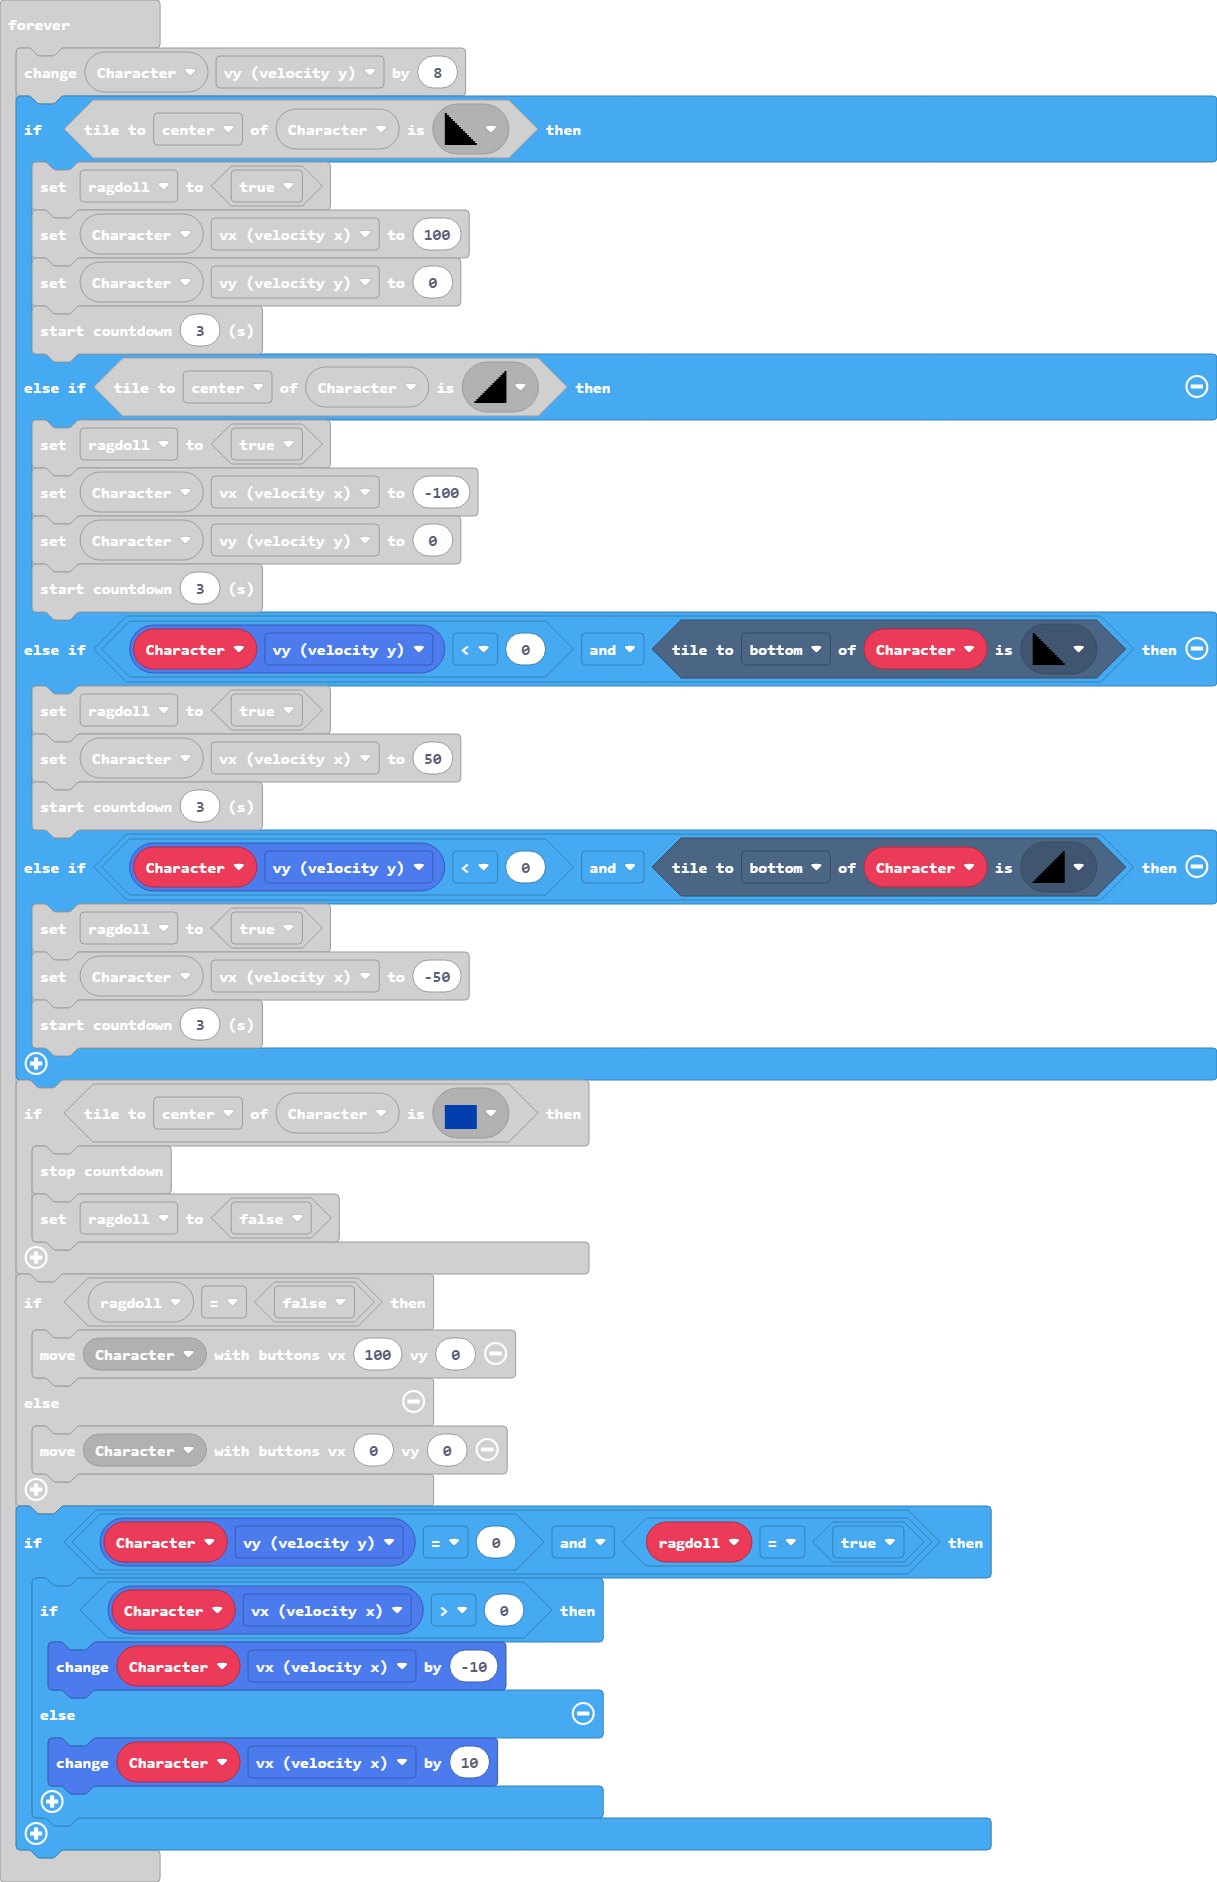 forever
change Character vy (velocity y) by 8
if tile to center of Character is then
set ragdoll to true
set Character vx (velocity x) to 100
set Character vy (velocity y) to 0
start countdown 3 (s)
else if tile to center of Character is then
set ragdoll to true
set Character vx (velocity x) to -100
set Character vy (velocity y) to 0
start countdown 3 (s)
else if Character vy (velocity y) < 0 and tile to bottom of Character is then
set ragdoll to true
set Character vx (velocity x) to 50
start countdown 3 (s)
else if Character vy (velocity y) < 0 and tile to bottom of Character is then
set ragdoll to true
set Character vx (velocity x) to -50
start countdown 3 (s)
if tile to center of Character is then
stop countdown
set ragdoll to false
if ragdoll = false then
move Character with buttons vx 100 vy 0
else
move Character with buttons vx 0 vy 0
if Character vy (velocity y) = 0 and ragdoll = true then
if Character vx (velocity x) > 0 then
change Character vx (velocity x) by -10
else
change Character vx (velocity x) by 10